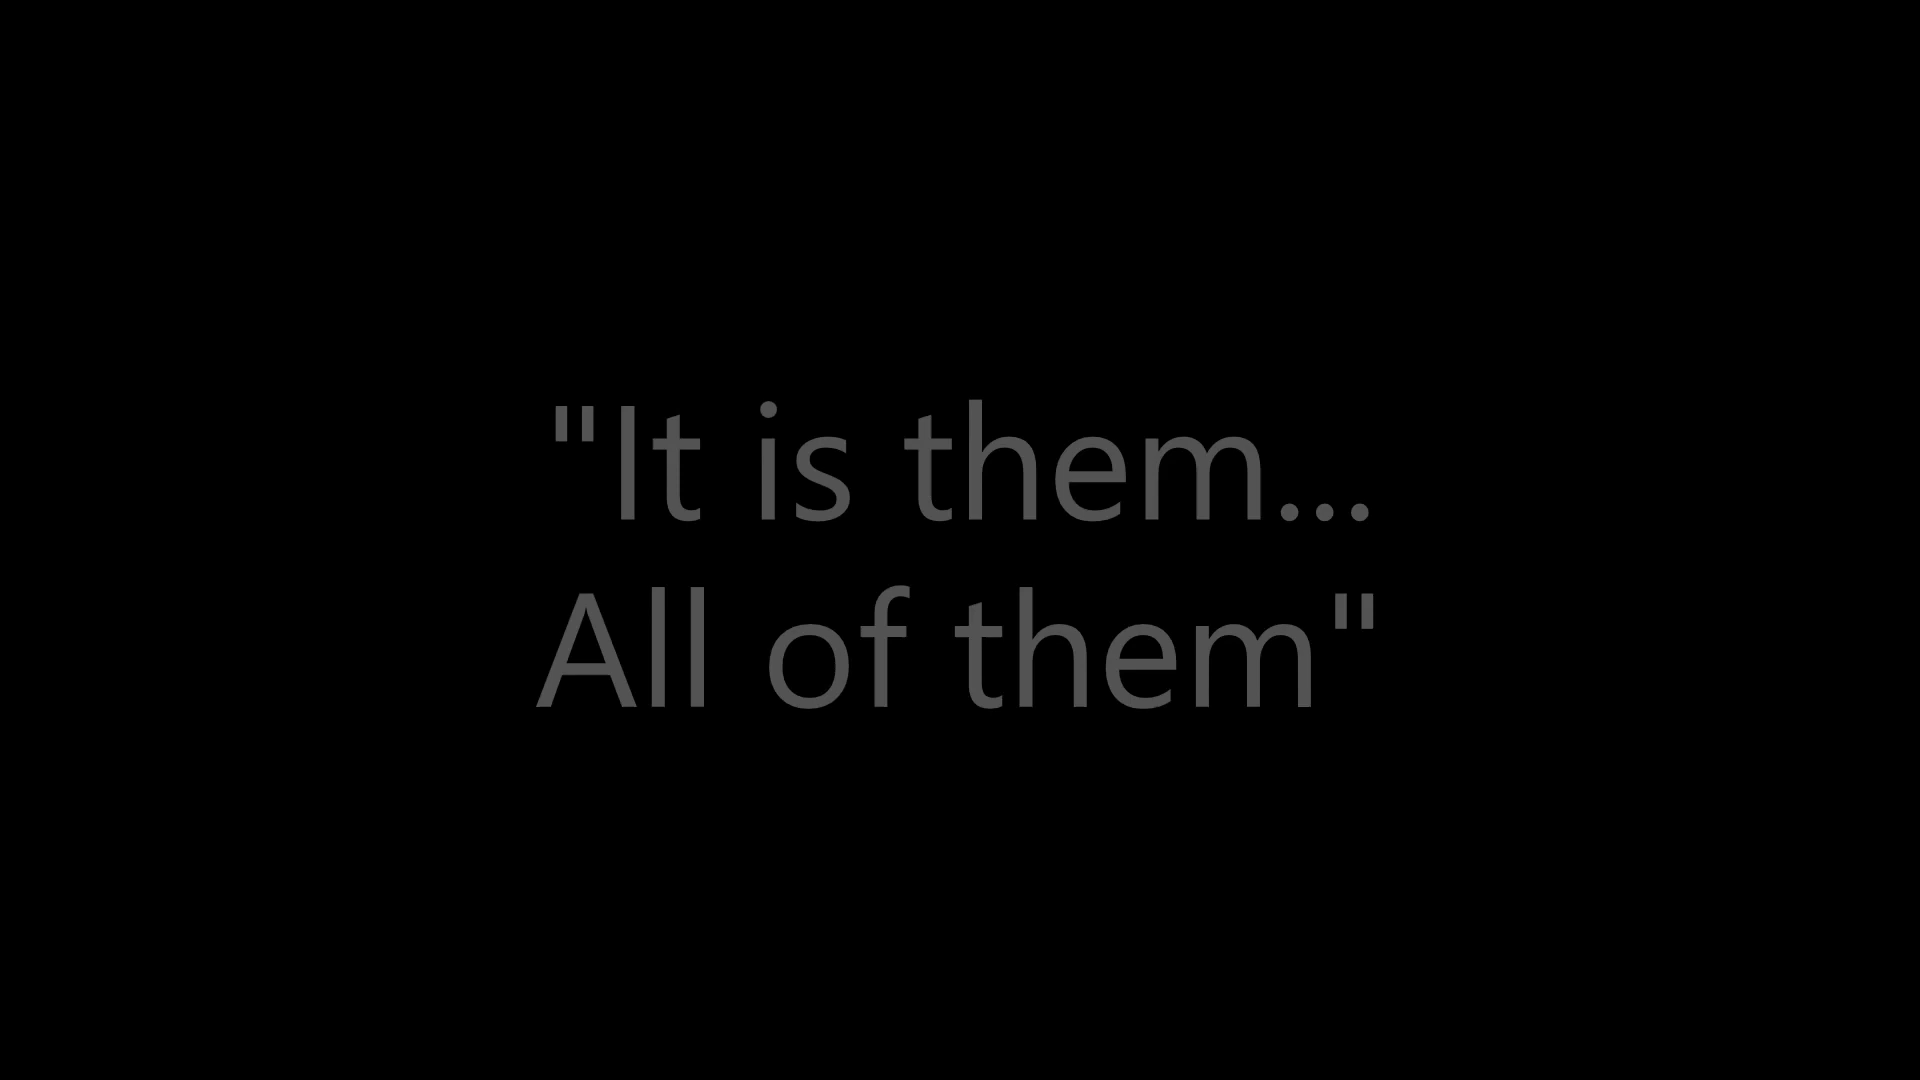 "It is them...
All of them"